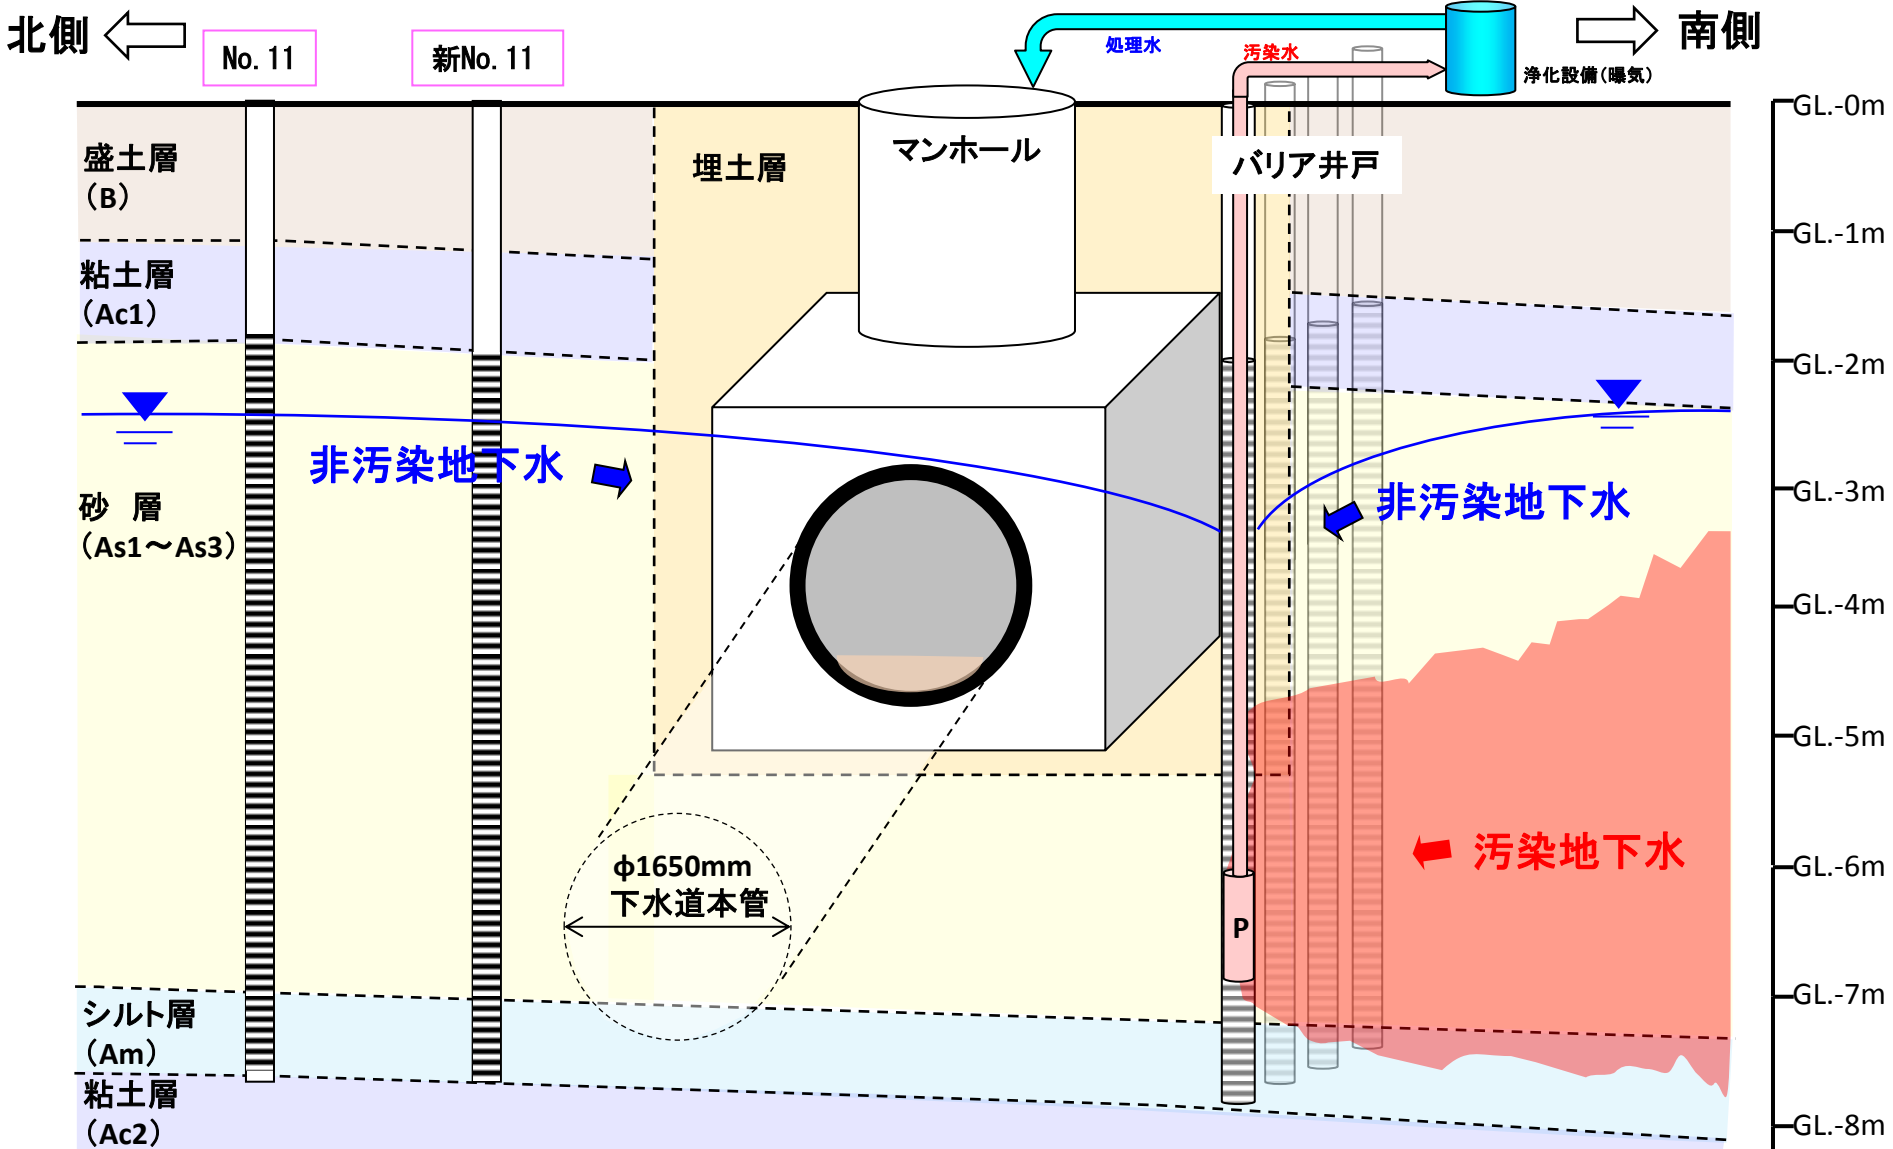 北側
No. 11
新No. 11
処理水
汚染水
浄化設備（曝気）
南側
GL.-0m
盛土層
（B）
埋土層
マンホール
バリア井戸
GL.-1m
粘土層
（Ac1）
GL.-2m
非汚染地下水
GL.-3m
非汚染地下水
砂　層
（As1～As3）
GL.-4m
GL.-5m
汚染地下水
φ1650mm
下水道本管
GL.-6m
P
GL.-7m
シルト層
（Am）
粘土層
（Ac2）
GL.-8m